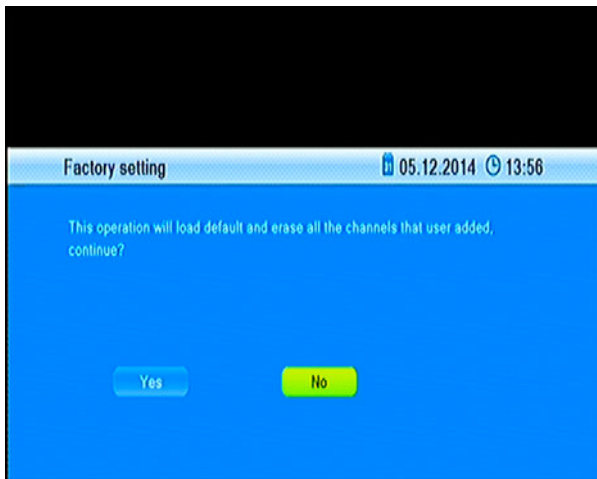 Factory setting
31 05.12.2014 13:56
This operation will load default and erase all the channels that user added,
continue?
Yes
No